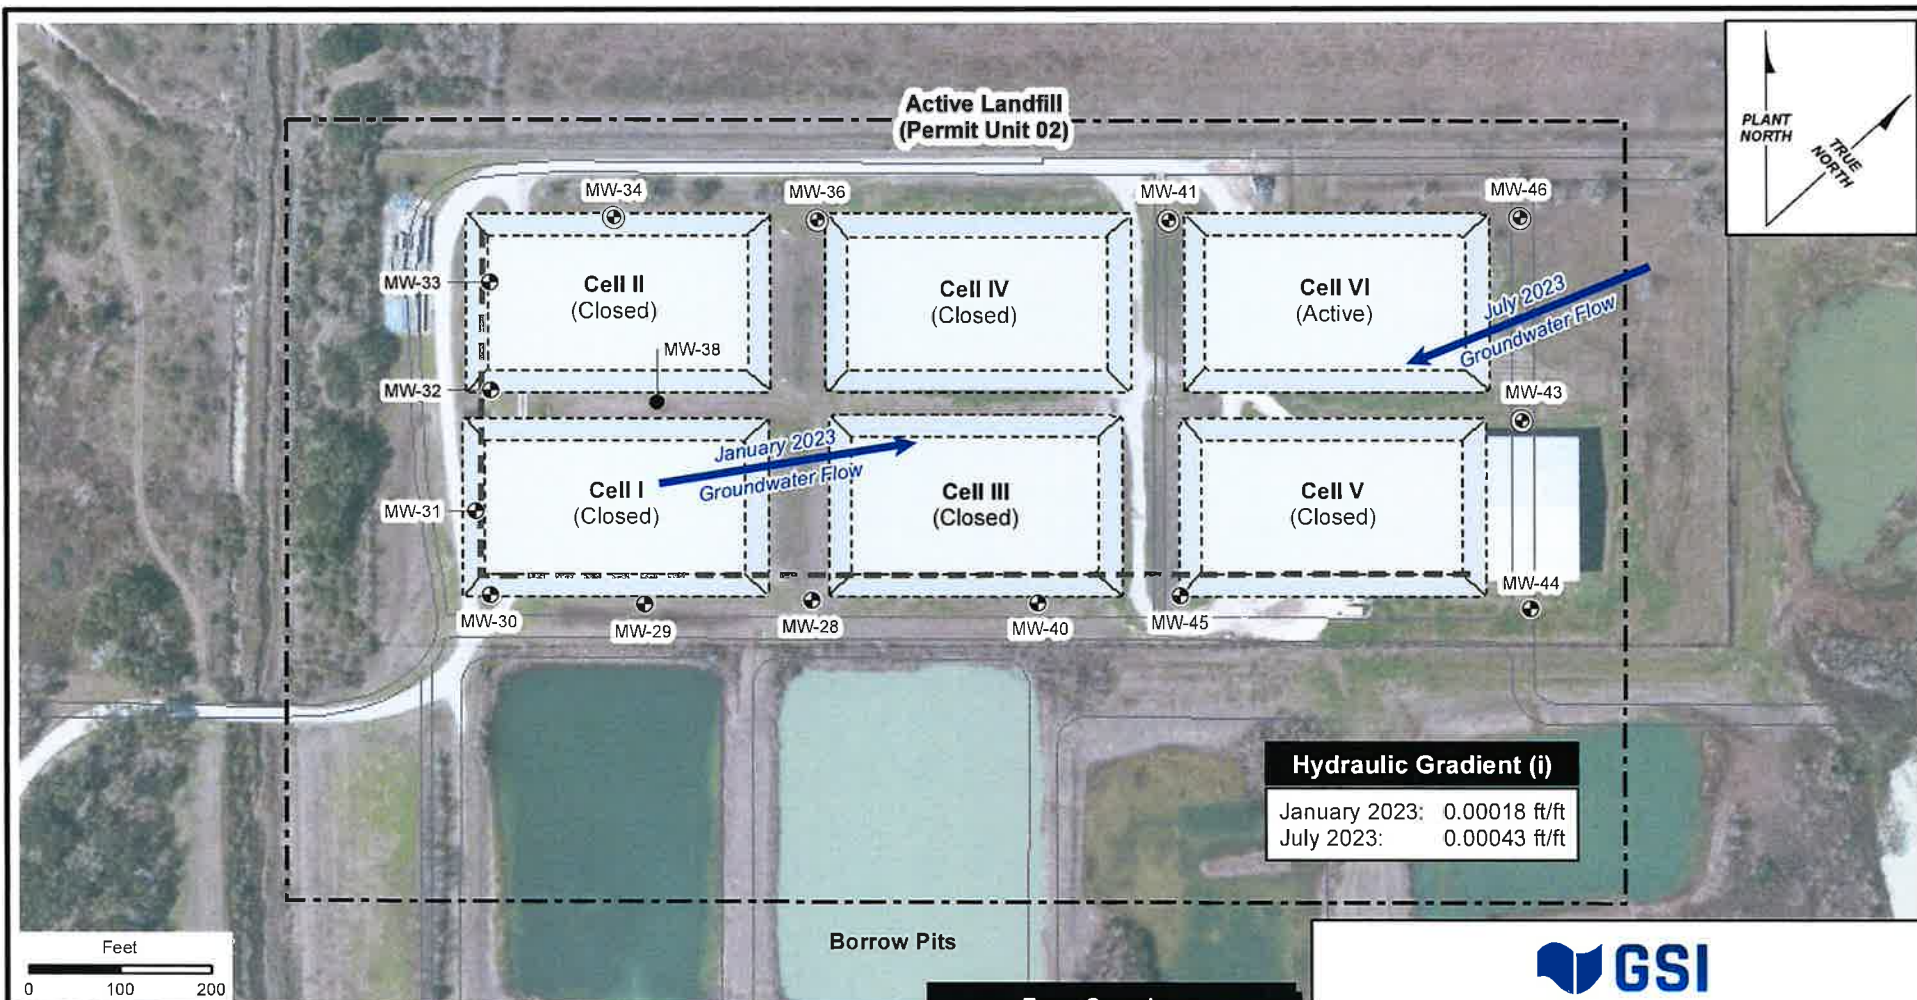 Active Landfill
(Permit Unit 02)
PLANT
NORTH
TRUE
NORTH
MW-34
MW-36
MW-41
MW-46
MW-33
Cell II
(Closed)
Cell IV
(Closed)
Cell VI
(Active)
July 2023
Groundwater Flow
MW-38
MW-32
MW-43
January 2023
Groundwater Flow
MW-31
Cell I
(Closed)
Cell III
(Closed)
Cell V
(Closed)
MW-30
MW-29
MW-28
MW-40
MW-45
MW-44
Hydraulic Gradient (i)
January 2023: 0.00018 ft/ft
July 2023: 0.00043 ft/ft
Borrow Pits
Feet
0 100 200
GSI